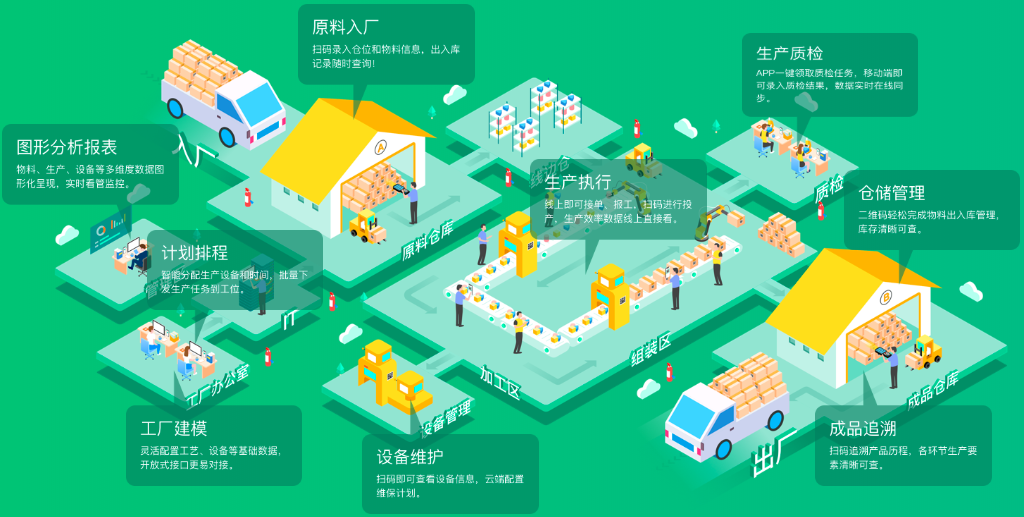 原料入厂
扫码录入仓位和物料信息，出入库
记录随时查询!
生产质检
APP一键领取质检任务，移动端即
可录入质检结果，数据实时在线同
步。
图形分析报表
物料、生产、设备等多维度数据图
形化呈现，实时看管监控。
入厂
A
线边仓
生产执行
线上即可接单、报工，扫码进行投
产，生产效率数据线上直接看。
质检
仓储管理
二维码轻松完成物料出入库管理，
库存清晰可查。
原料仓库
计划排程
智能分配生产设备和时间，批量下
发生产任务到工位。
IT
B
组装区
加工区
工厂办公室
设备管理
成品仓库
出厂
工厂建模
灵活配置工艺、设备等基础数据，
开放式接口更易对接。
设备维护
扫码即可查看设备信息，云端配置
维保计划。
成品追溯
扫码追溯产品历程，各环节生产要
素清晰可查。